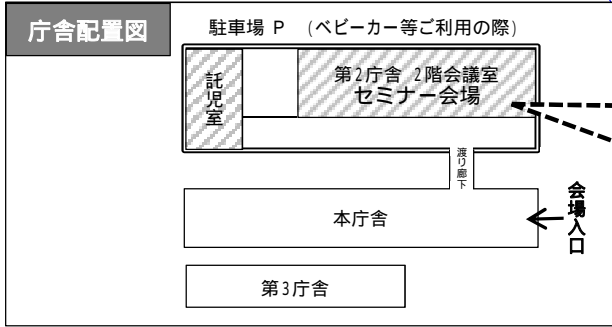 庁舎配置図
駐車場 P （ベビーカー等ご利用の際）
託児室
第2庁舎 2階会議室
セミナー会場
渡り廊下
会場入口
本庁舎
第3庁舎